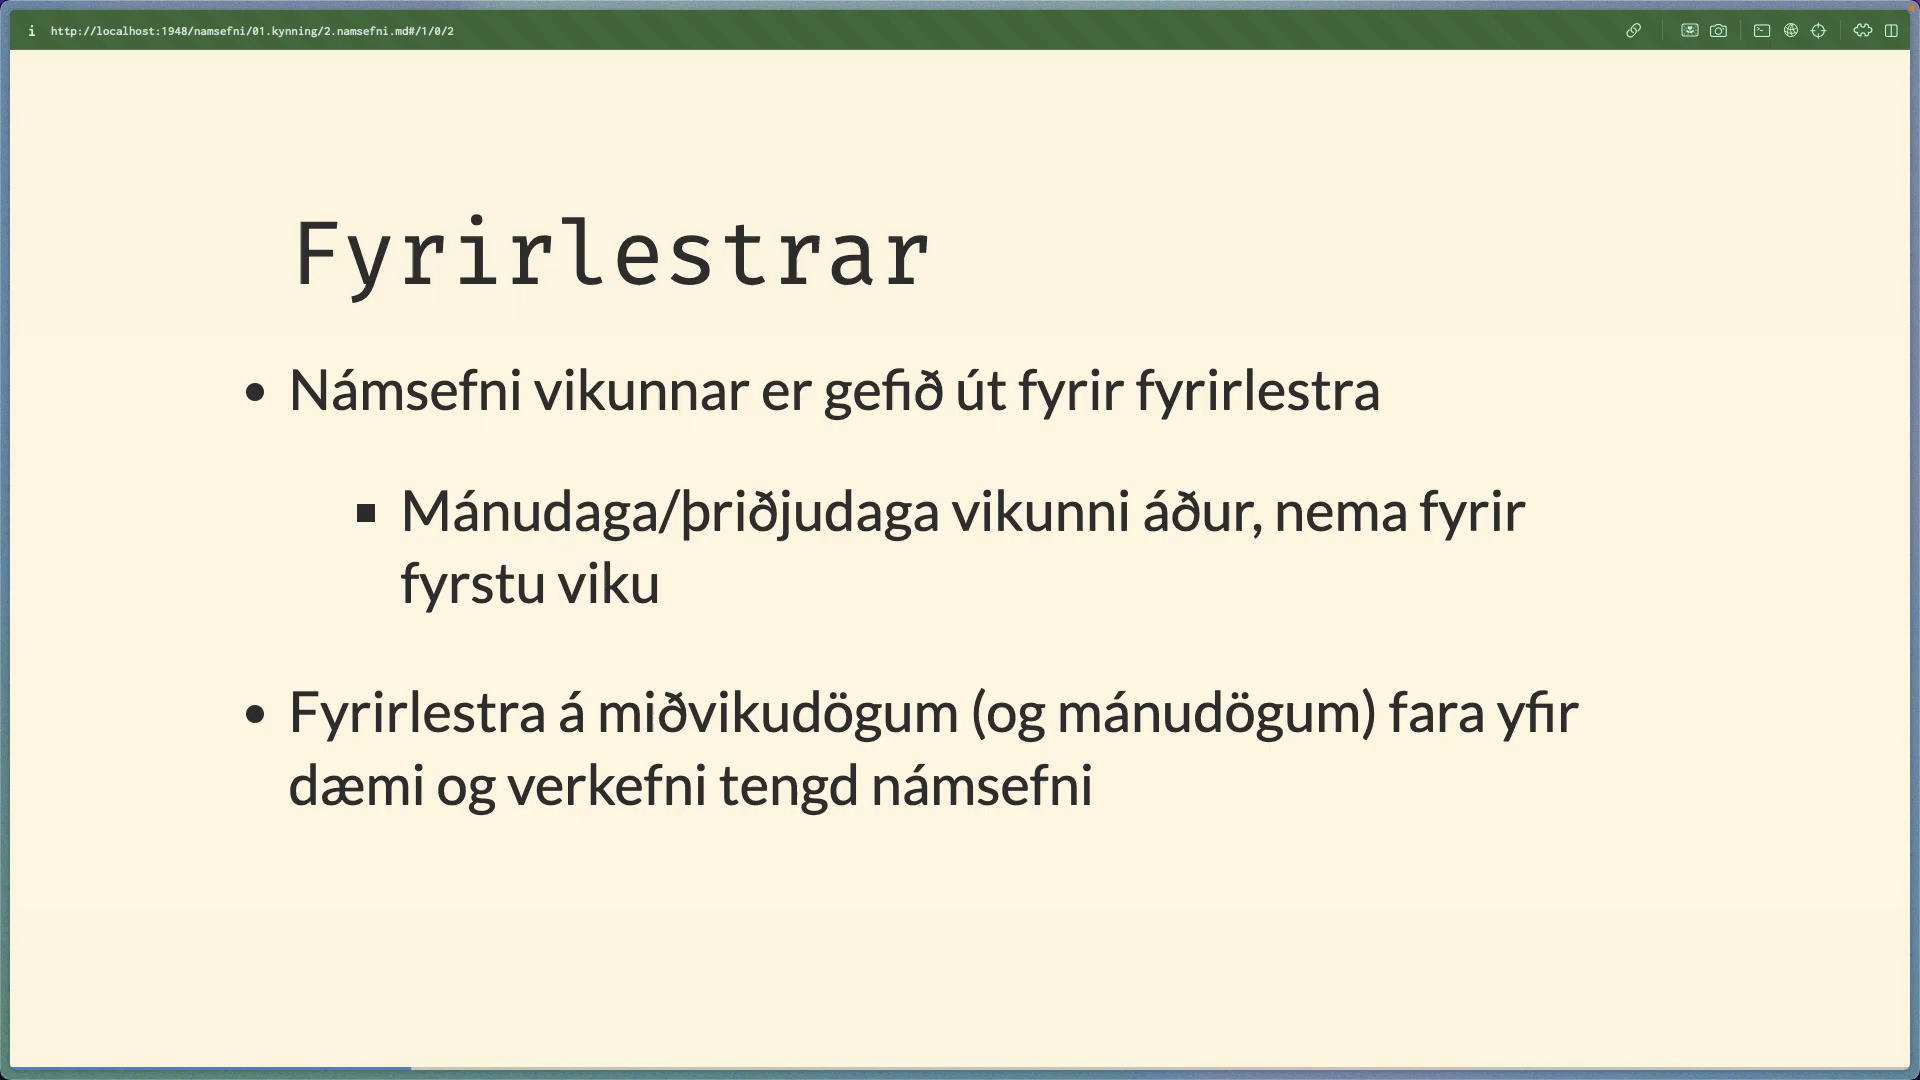 i http://localhost:1948/namsefni/01.kynning/2.namsefni.md#/1/0/2
Fyrirlestrar
• Námsefni vikunnar er gefið út fyrir fyrirlestra
▪ Mánudaga/þriðjudaga vikunni áður, nema fyrir
fyrstu viku
• Fyrirlestra á miðvikudögum (og mánudögum) fara yfir
dæmi og verkefni tengd námsefni